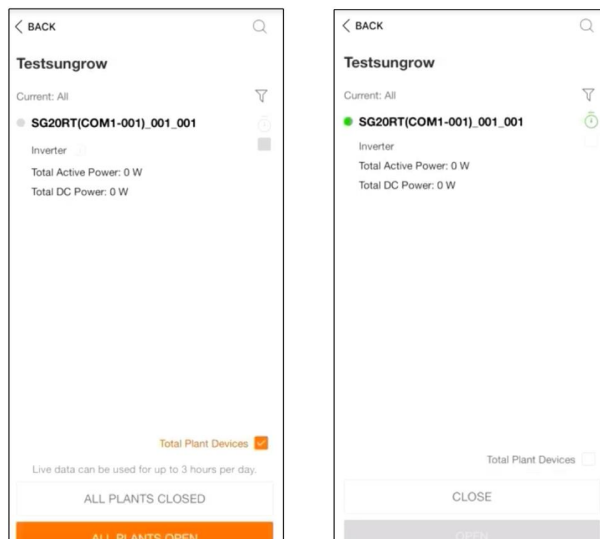 BACK
Testsungrow
Current: All
SG20RT(COM1-001)_001_001
Inverter
Total Active Power: 0 W
Total DC Power: 0 W
Total Plant Devices
Live data can be used for up to 3 hours per day.
ALL PLANTS CLOSED
ALL PLANTS OPEN
BACK
Testsungrow
Current: All
SG20RT(COM1-001)_001_001
Inverter
Total Active Power: 0 W
Total DC Power: 0 W
Total Plant Devices
CLOSE
OPEN